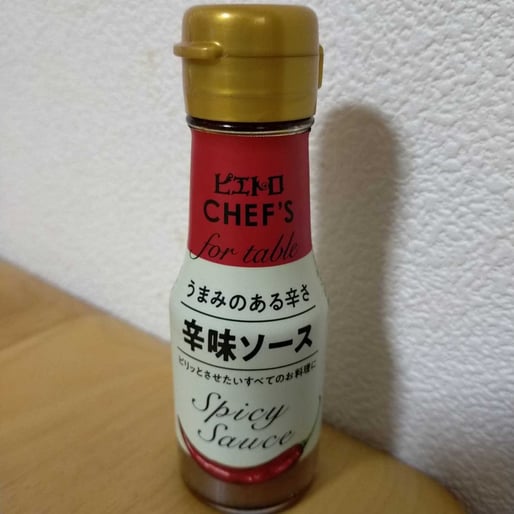 ピエトロ
CHEF'S
for table
うまみのある辛さ
辛味ソース
ピリッとさせたいすべてのお料理に
Spicy
Sauce